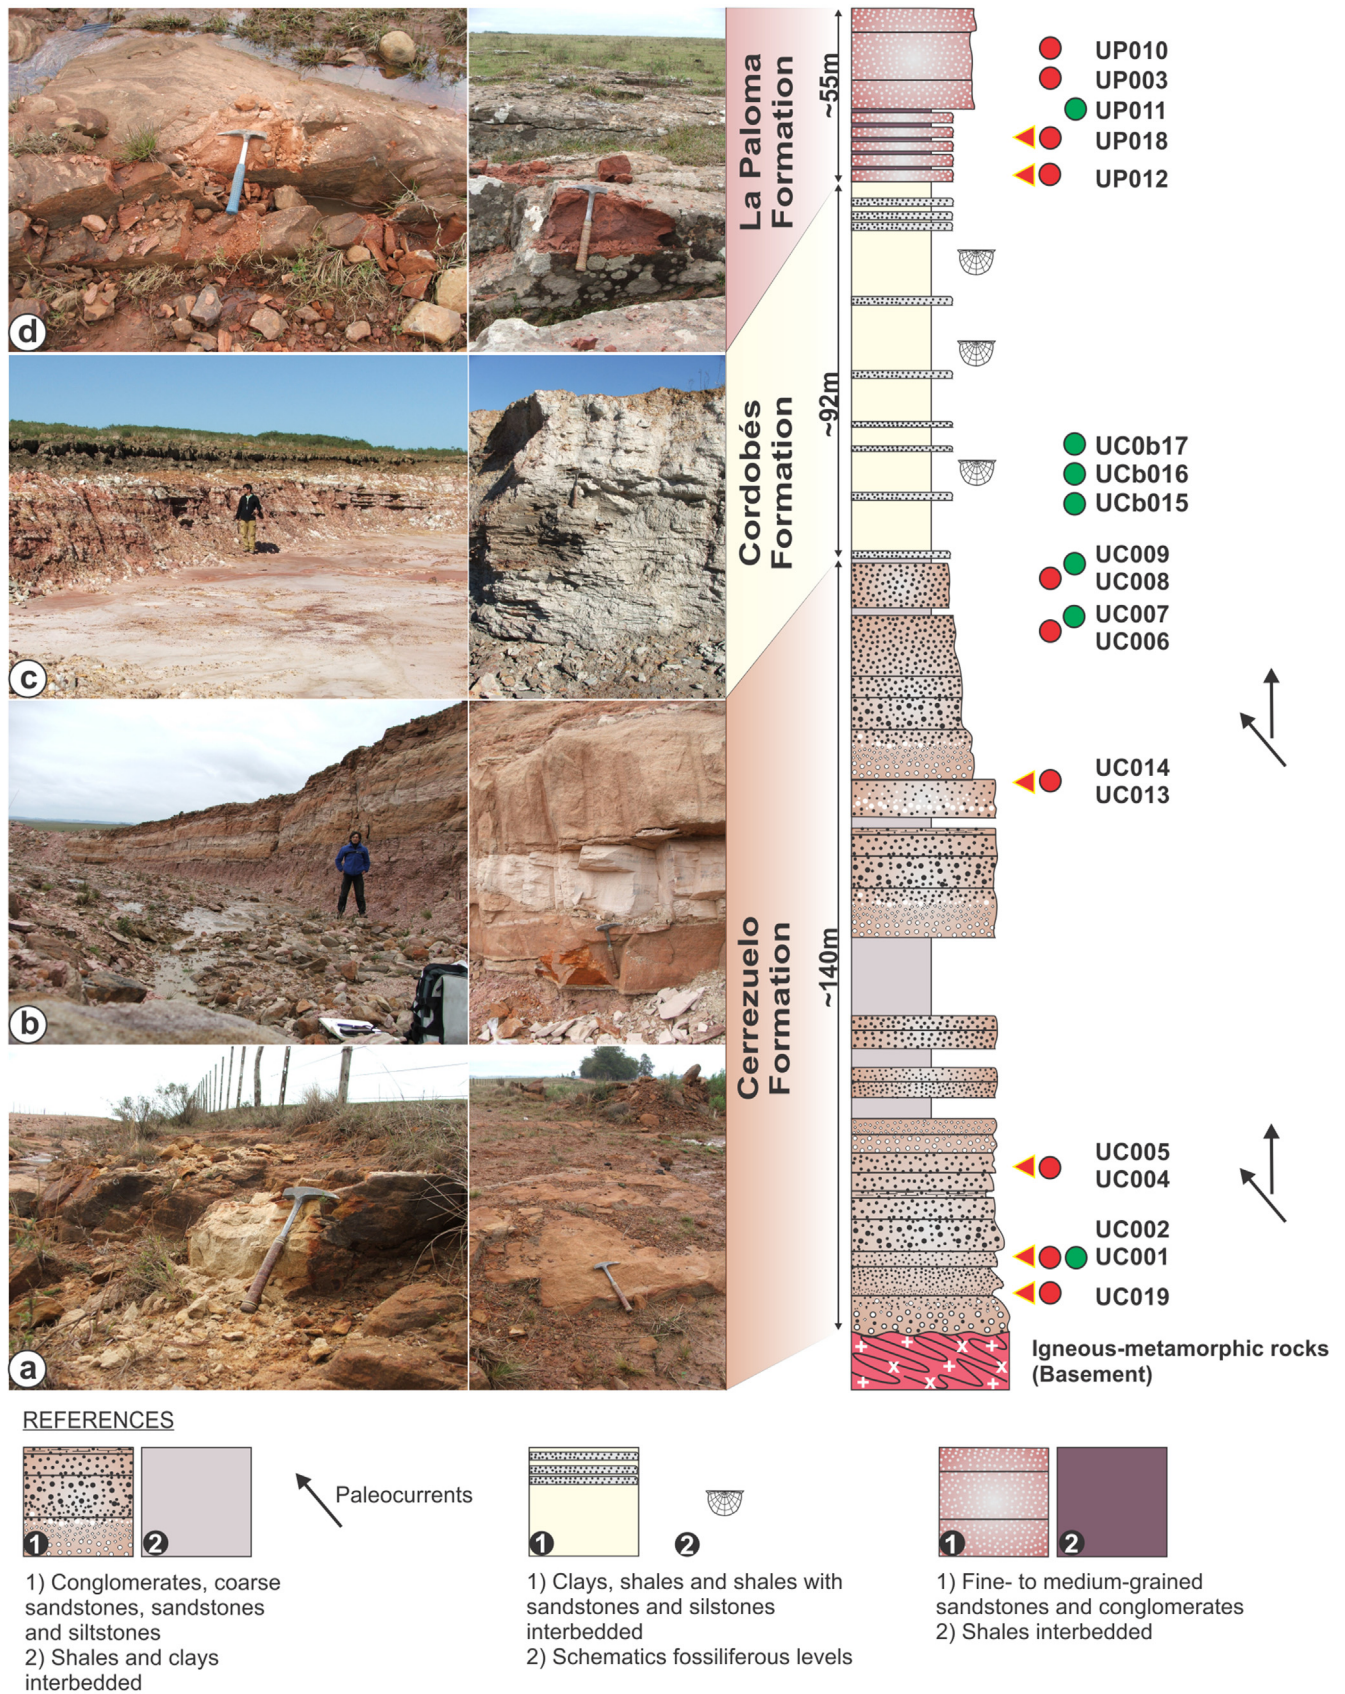 d
c
b
a
La Paloma
Formation
Cordobés
Formation
Cerrezuelo
Formation
~55m
~92m
~140m
UP010
UP003
UP011
UP018
UP012
UC0b17
UCb016
UCb015
UC009
UC008
UC007
UC006
UC014
UC013
UC005
UC004
UC002
UC001
UC019
Igneous-metamorphic rocks
(Basement)
REFERENCES
1 2
Paleocurrents
1) Conglomerates, coarse
sandstones, sandstones
and siltstones
2) Shales and clays
interbedded
1 2
1) Clays, shales and shales with
sandstones and silstones
interbedded
2) Schematics fossiliferous levels
1 2
1) Fine- to medium-grained
sandstones and conglomerates
2) Shales interbedded